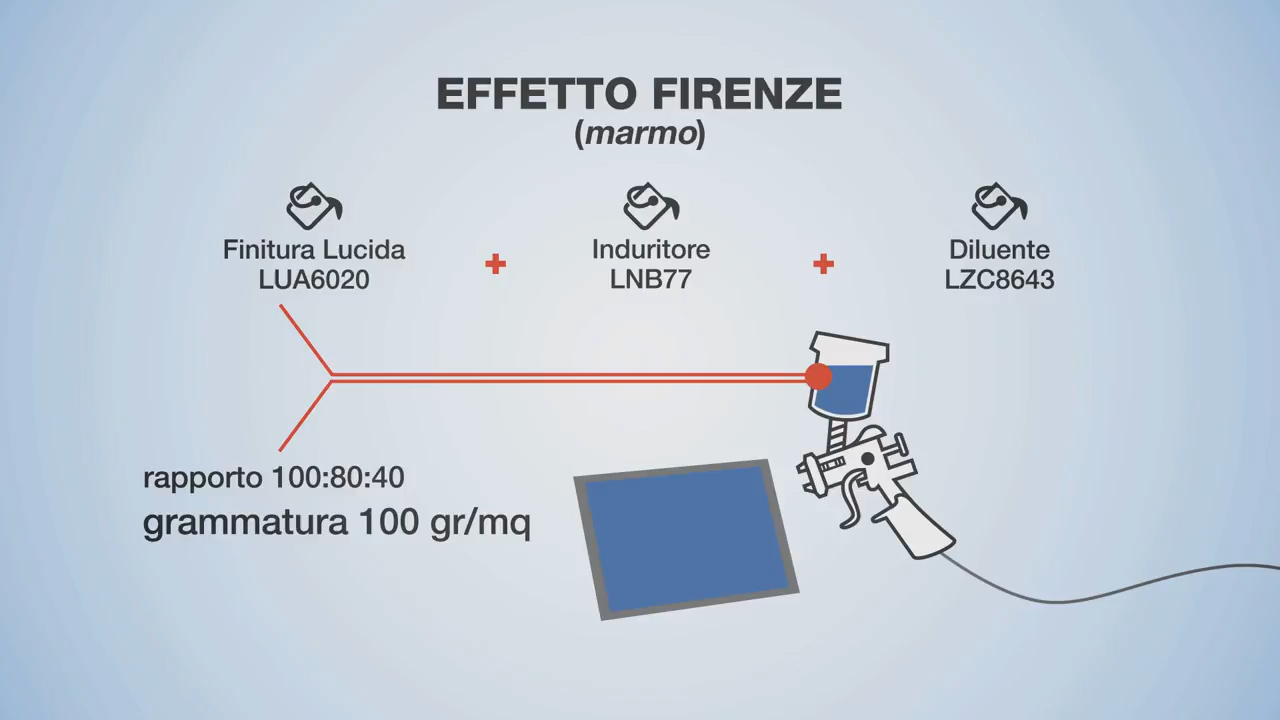 EFFETTO FIRENZE
(marmo)
Finitura Lucida
LUA6020
+
Induritore
LNB77
+
Diluente
LZC8643
rapporto 100:80:40
grammatura 100 gr/mq